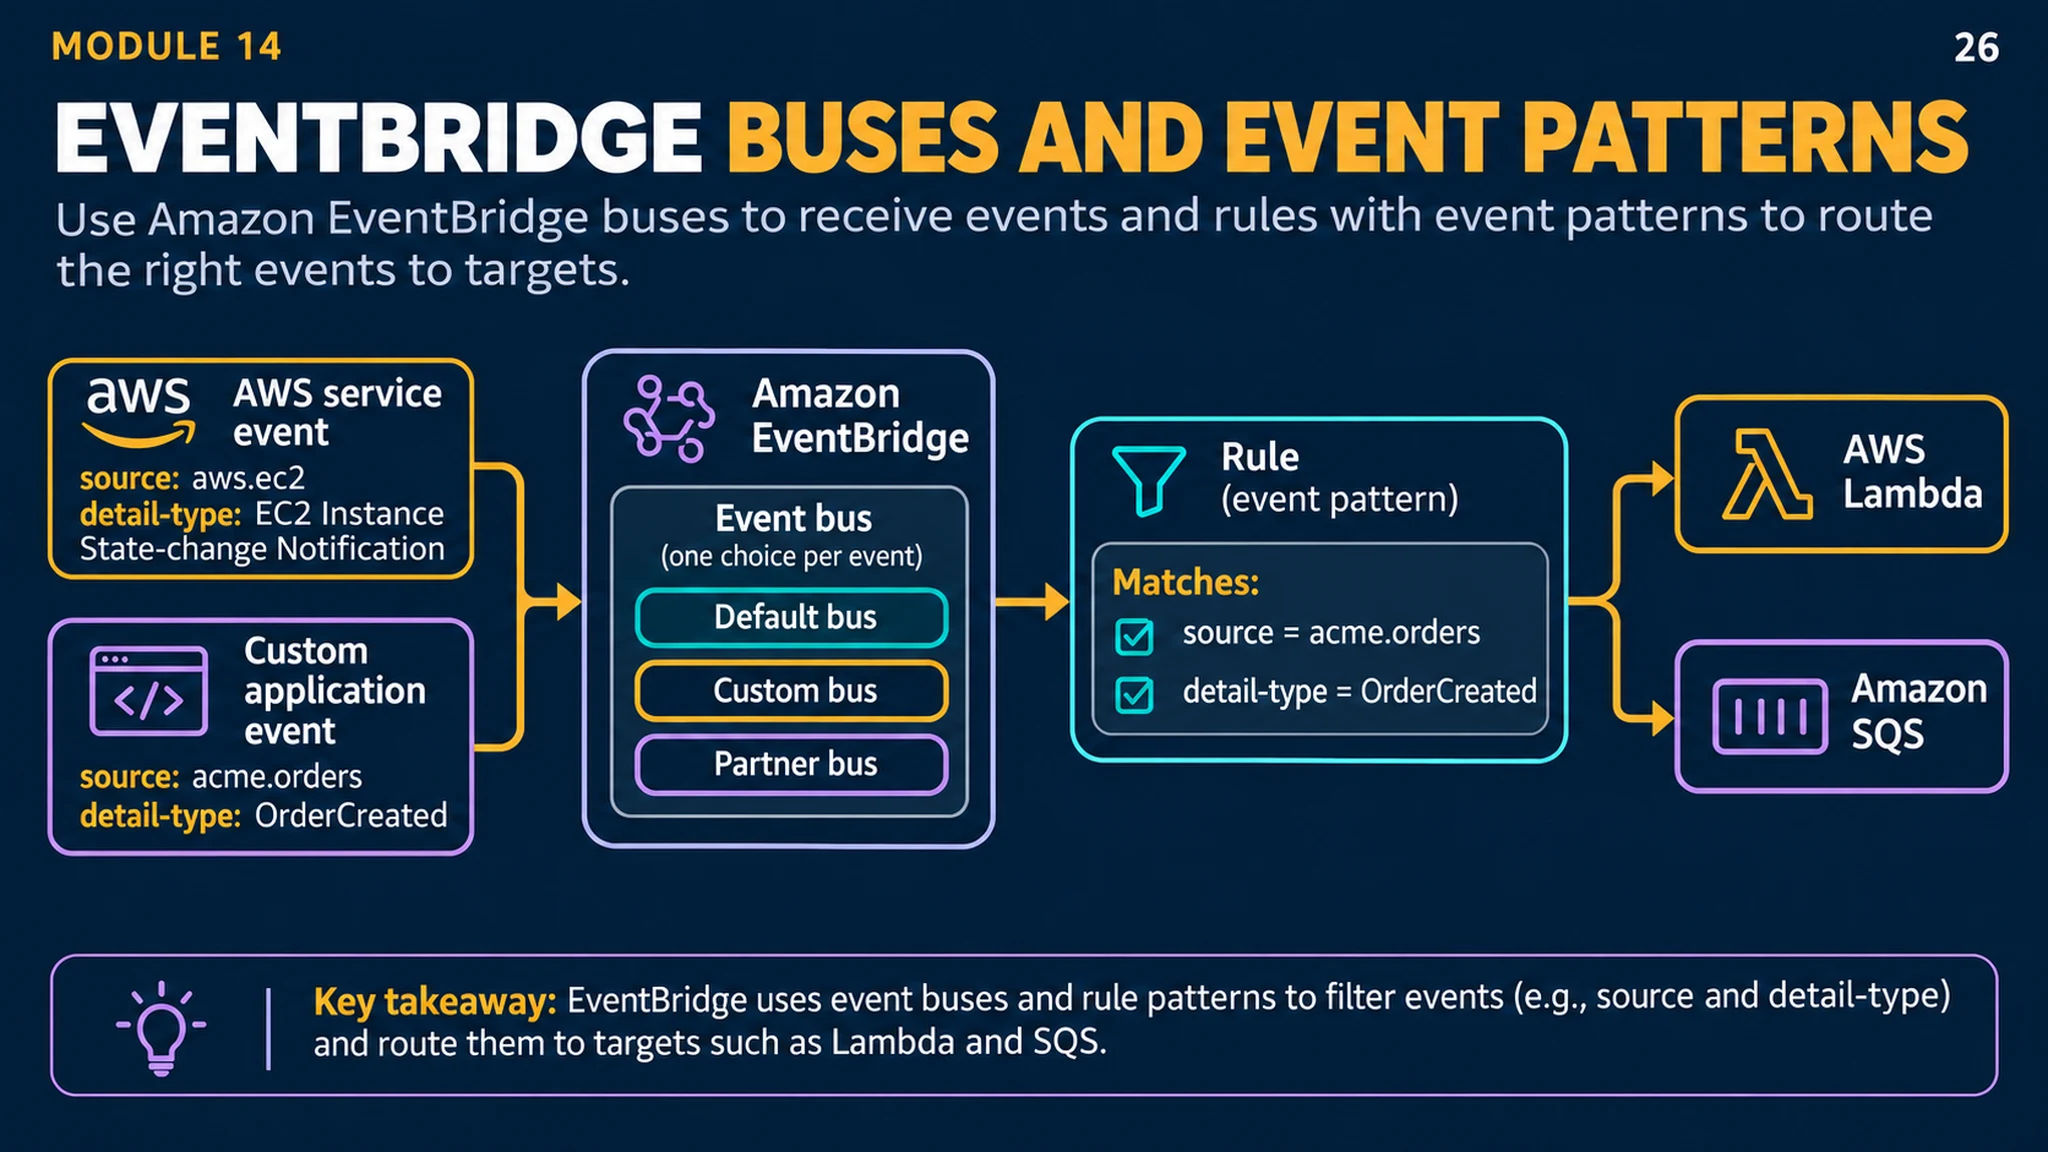 MODULE 14
26
EVENTBRIDGE BUSES AND EVENT PATTERNS
Use Amazon EventBridge buses to receive events and rules with event patterns to route
the right events to targets.
aws
AWS service
event
source: aws.ec2
detail-type: EC2 Instance
State-change Notification
</>
Custom
application
event
source: acme.orders
detail-type: OrderCreated
Amazon
EventBridge
Event bus
(one choice per event)
Default bus
Custom bus
Partner bus
Rule
(event pattern)
Matches:
source = acme.orders
detail-type = OrderCreated
AWS
Lambda
Amazon
SQS
Key takeaway: EventBridge uses event buses and rule patterns to filter events (e.g., source and detail-type)
and route them to targets such as Lambda and SQS.